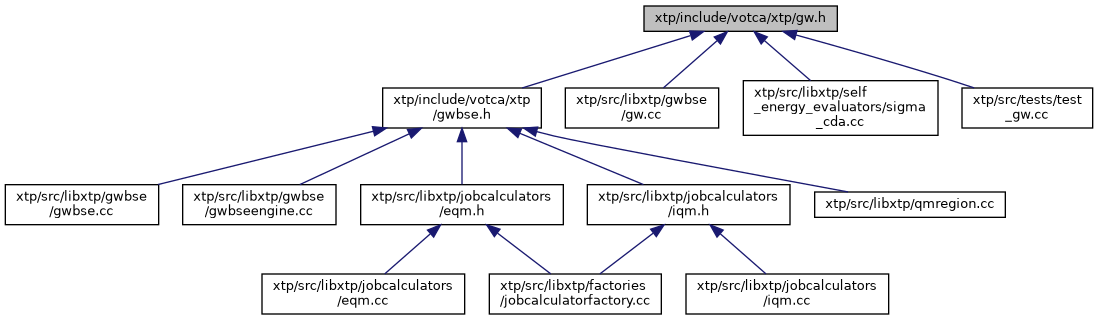 xtp/include/votca/xtp/gw.h
xtp/include/votca/xtp
/gwbse.h
xtp/src/libxtp/gwbse
/gw.cc
xtp/src/libxtp/self
_energy_evaluators/sigma
_cda.cc
xtp/src/tests/test
_gw.cc
xtp/src/libxtp/gwbse
/gwbse.cc
xtp/src/libxtp/gwbse
/gwbseengine.cc
xtp/src/libxtp/jobcalculators
/eqm.h
xtp/src/libxtp/jobcalculators
/iqm.h
xtp/src/libxtp/qmregion.cc
xtp/src/libxtp/jobcalculators
/eqm.cc
xtp/src/libxtp/factories
/jobcalculatorfactory.cc
xtp/src/libxtp/jobcalculators
/iqm.cc